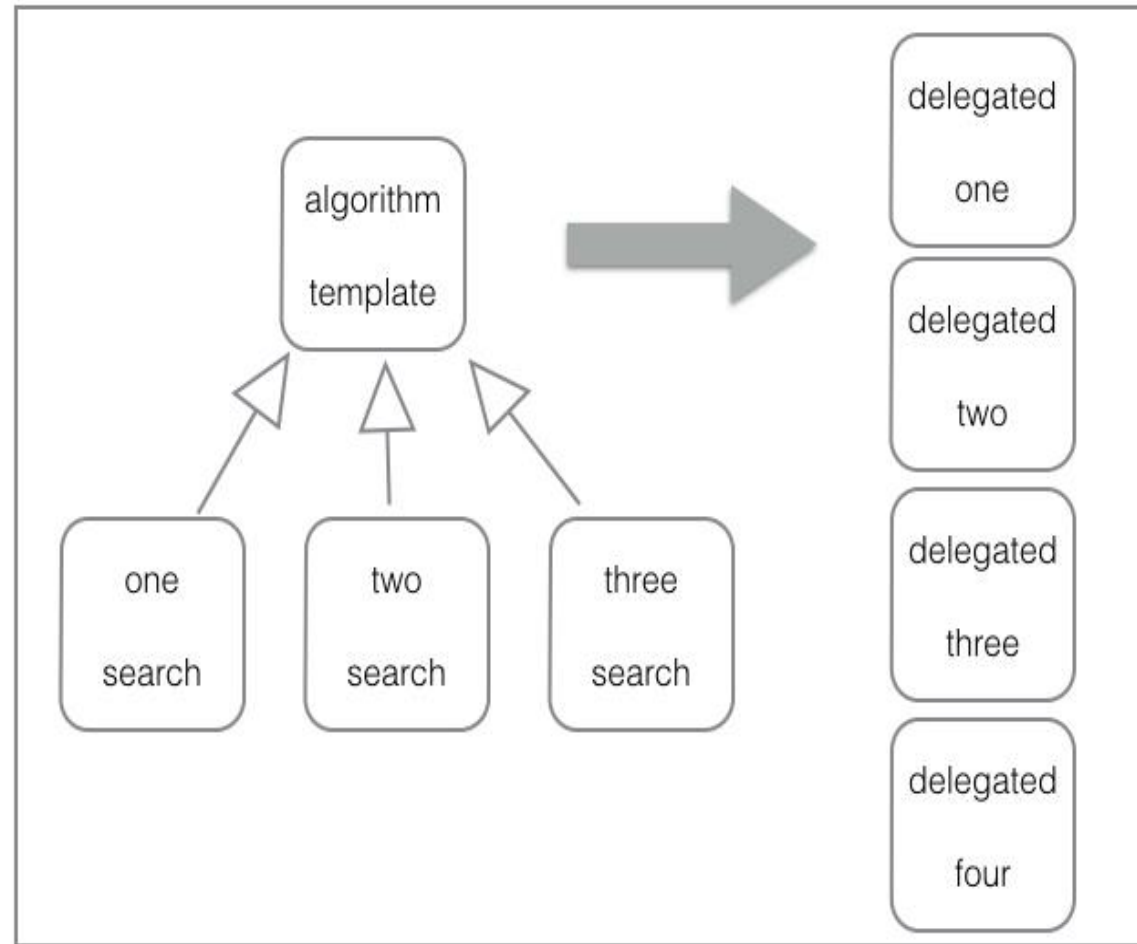 algorithm
template
one
search
two
search
three
search
delegated
one
delegated
two
delegated
three
delegated
four